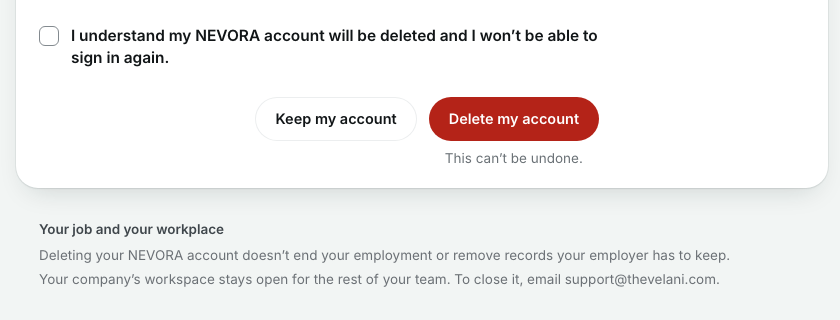 I understand my NEVORA account will be deleted and I won’t be able to
sign in again.
Keep my account
Delete my account
This can’t be undone.
Your job and your workplace
Deleting your NEVORA account doesn’t end your employment or remove records your employer has to keep.
Your company’s workspace stays open for the rest of your team. To close it, email support@thevelani.com.